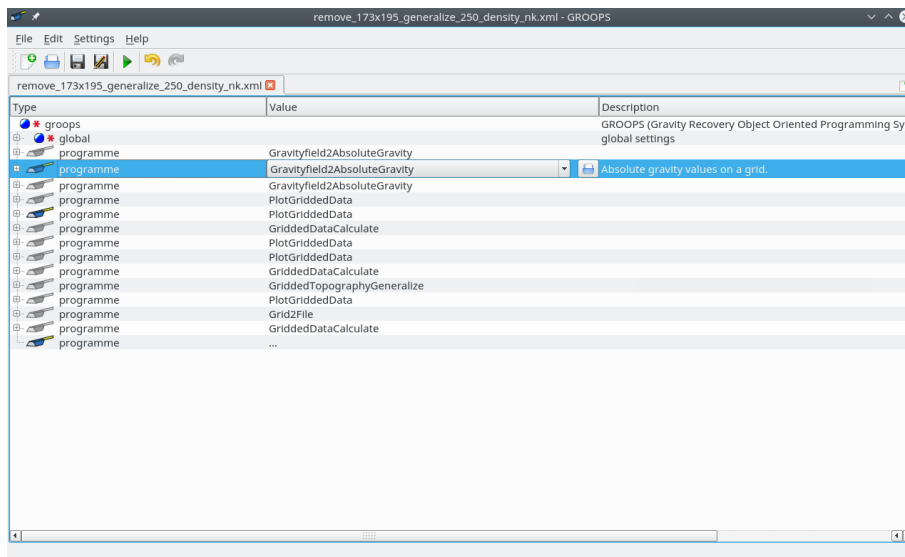 remove_173x195_generalize_250_density_nk.xml - GROOPS
File Edit Settings Help
remove_173x195_generalize_250_density_nk.xml
Type Value Description
* groops GROOPS (Gravity Recovery Object Oriented Programming Sy
* global global settings
programme Gravityfield2AbsoluteGravity
programme Gravityfield2AbsoluteGravity Absolute gravity values on a grid.
programme Gravityfield2AbsoluteGravity
programme PlotGriddedData
programme PlotGriddedData
programme GriddedDataCalculate
programme PlotGriddedData
programme PlotGriddedData
programme GriddedDataCalculate
programme GriddedTopographyGeneralize
programme PlotGriddedData
programme Grid2File
programme GriddedDataCalculate
programme ...